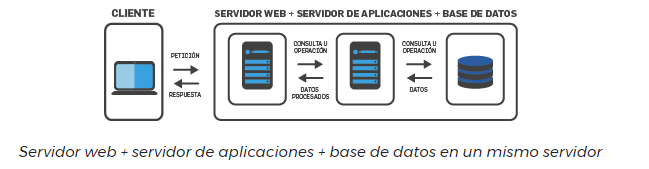 CLIENTE
SERVIDOR WEB + SERVIDOR DE APLICACIONES + BASE DE DATOS
PETICIÓN
RESPUESTA
CONSULTA U
OPERACIÓN
DATOS
PROCESADOS
CONSULTA U
OPERACIÓN
DATOS
Servidor web + servidor de aplicaciones + base de datos en un mismo servidor